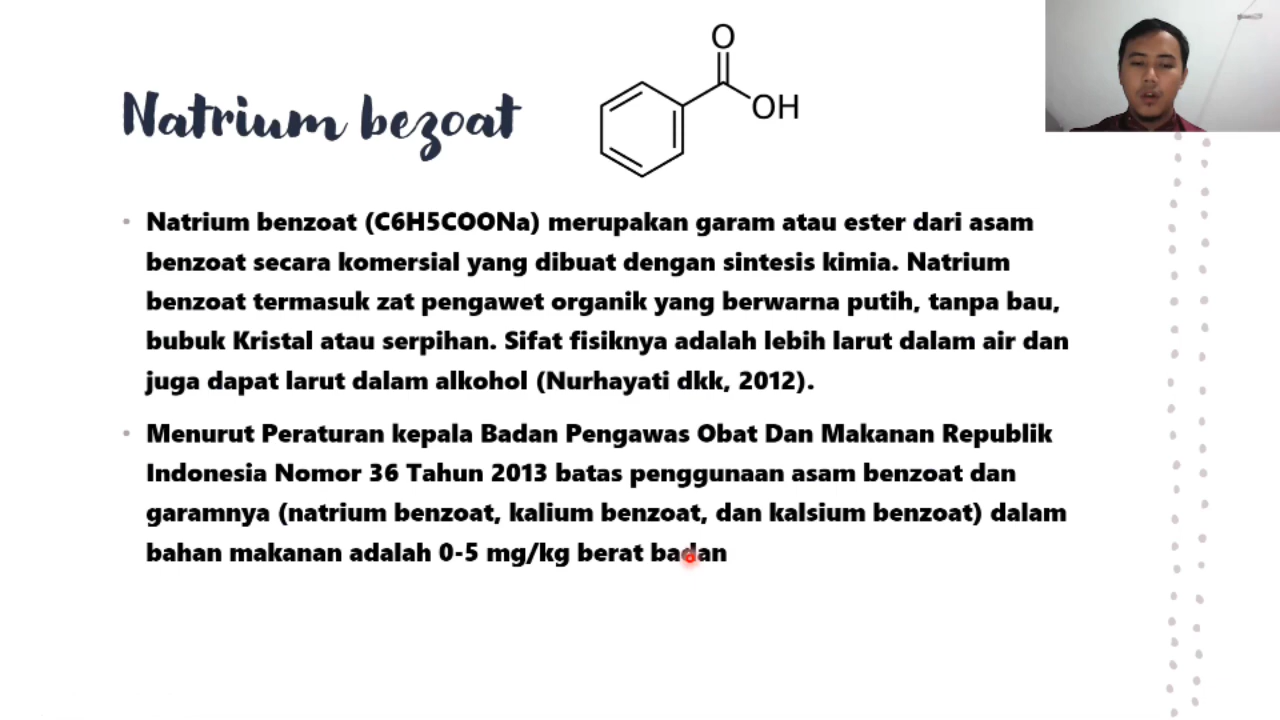 Natrium bezoat
O
OH
Natrium benzoat (C6H5COONa) merupakan garam atau ester dari asam
benzoat secara komersial yang dibuat dengan sintesis kimia. Natrium
benzoat termasuk zat pengawet organik yang berwarna putih, tanpa bau,
bubuk Kristal atau serpihan. Sifat fisiknya adalah lebih larut dalam air dan
juga dapat larut dalam alkohol (Nurhayati dkk, 2012).
Menurut Peraturan kepala Badan Pengawas Obat Dan Makanan Republik
Indonesia Nomor 36 Tahun 2013 batas penggunaan asam benzoat dan
garamnya (natrium benzoat, kalium benzoat, dan kalsium benzoat) dalam
bahan makanan adalah 0-5 mg/kg berat badan